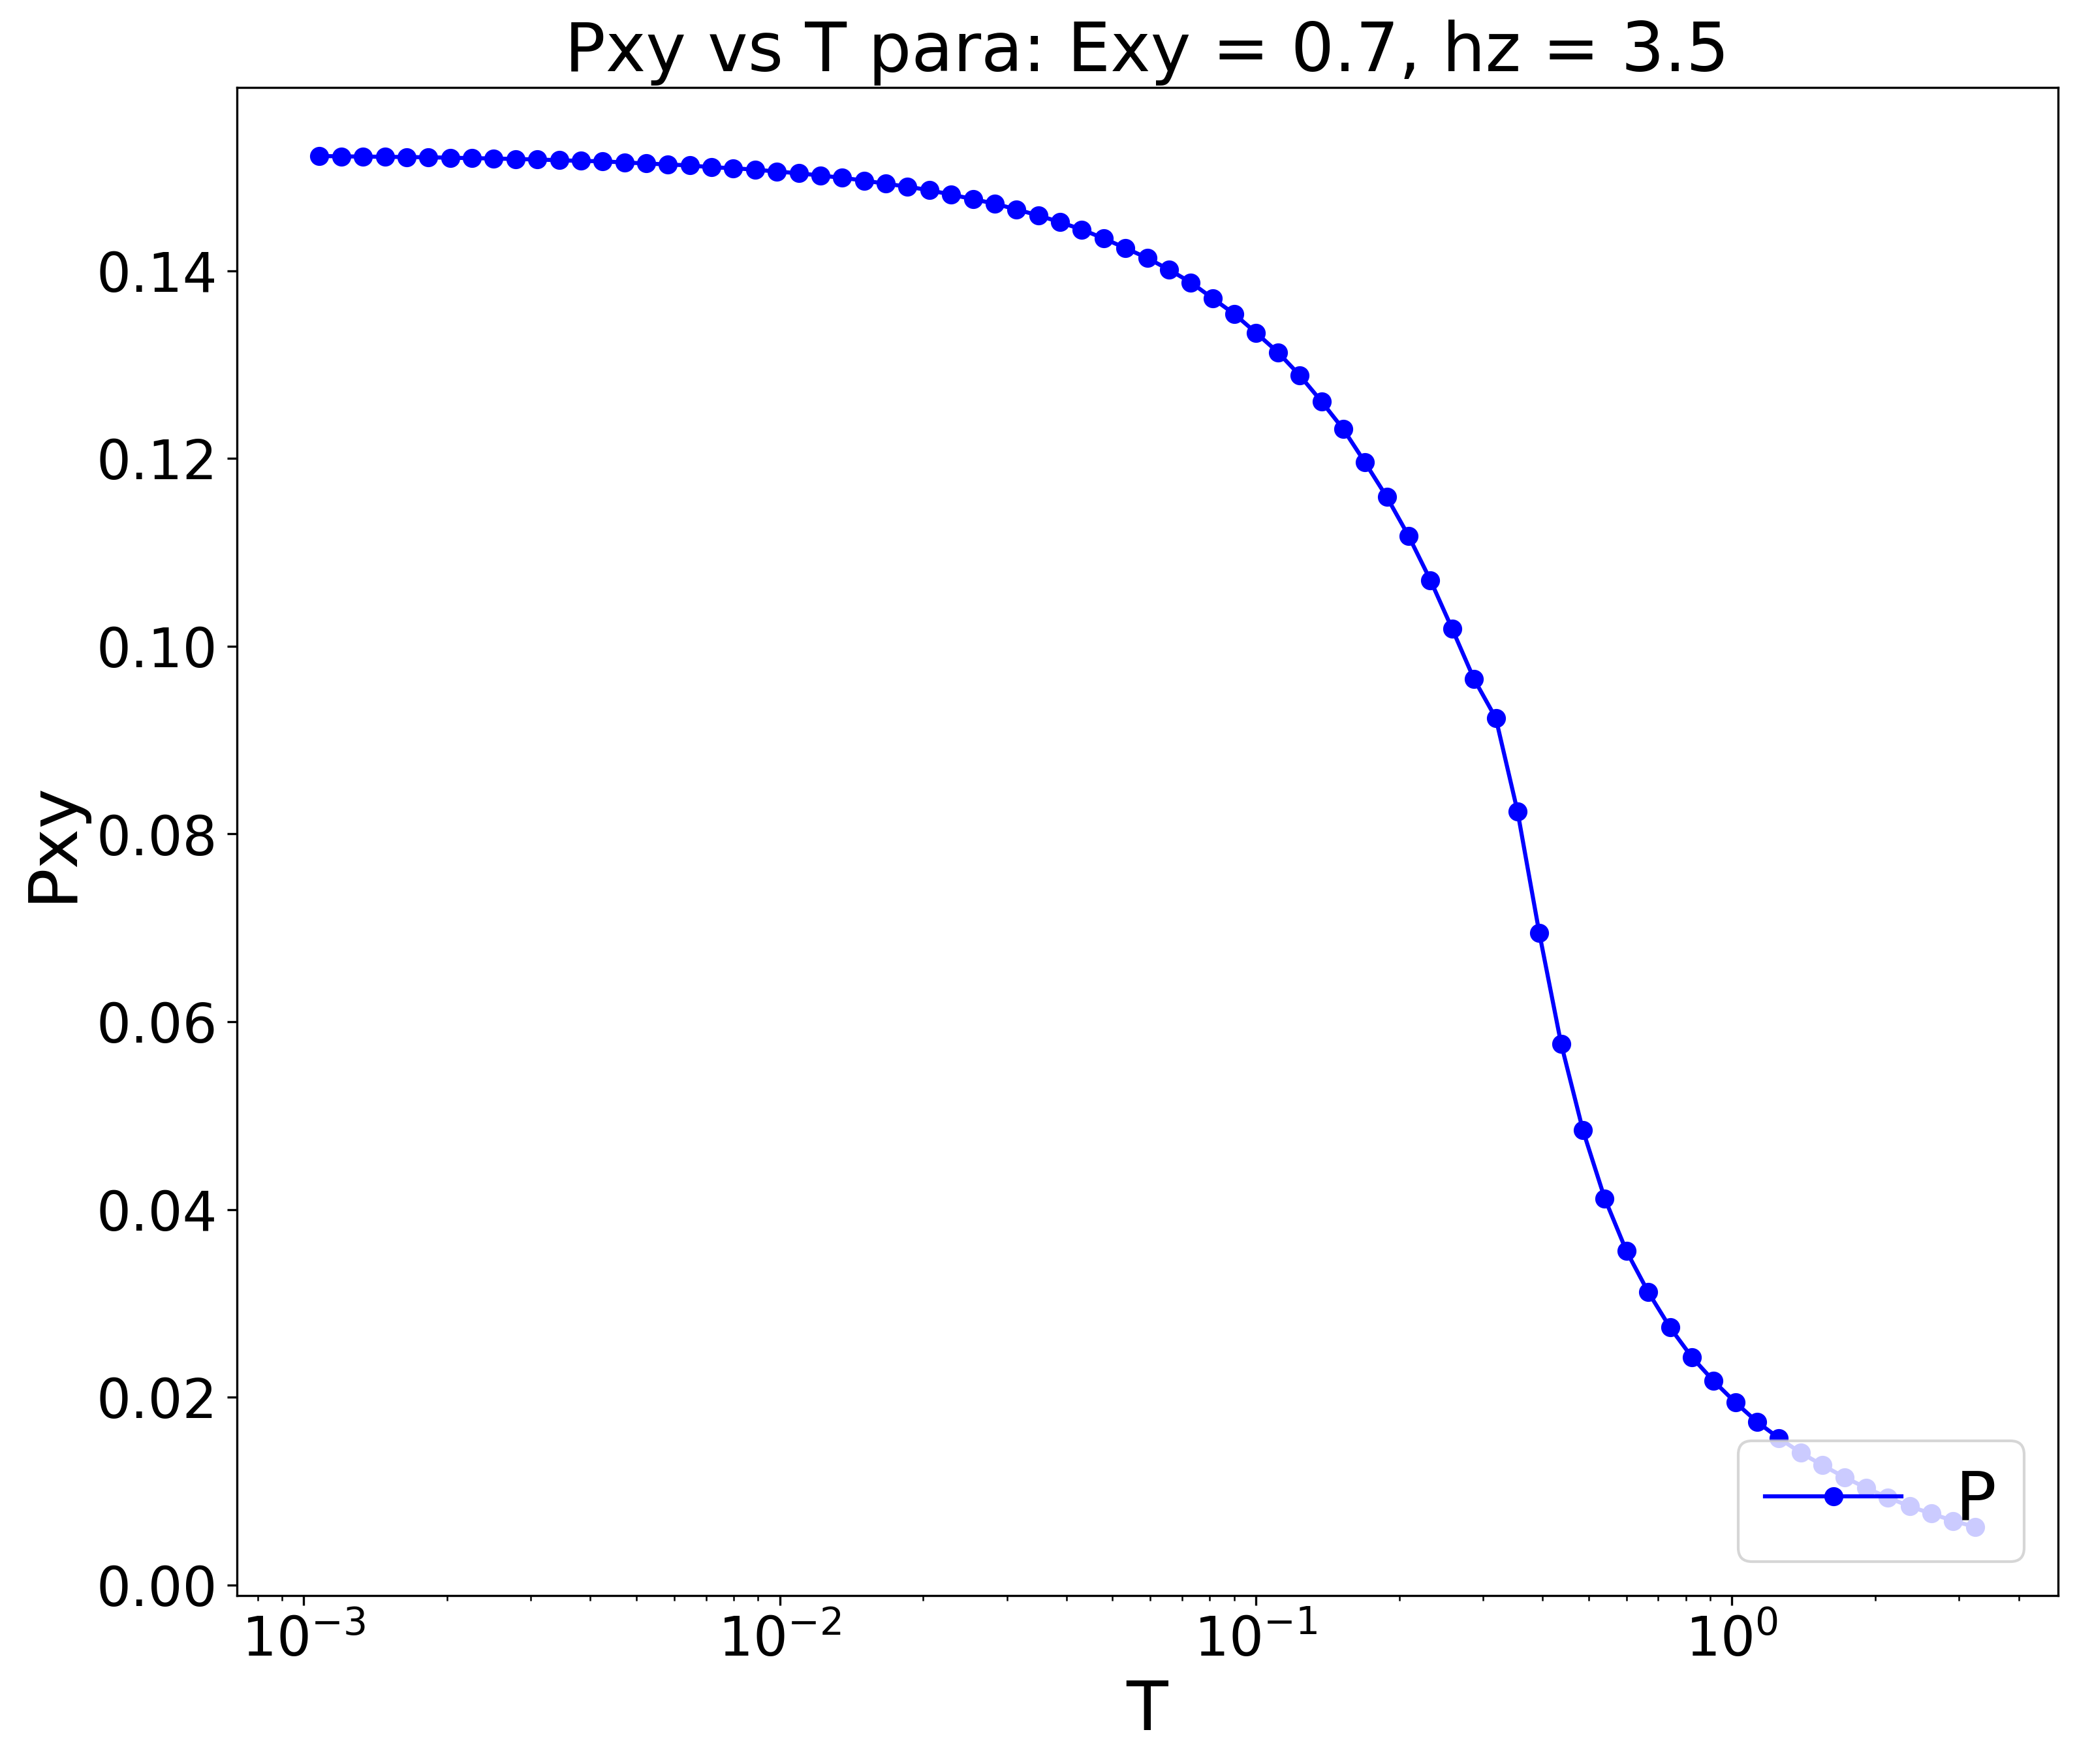 Pxy vs T para: Exy = 0.7, hz = 3.5
Pxy
0.14
0.12
0.10
0.08
0.06
0.04
0.02
0.00
P
10⁻³ 10⁻² 10⁻¹ 10⁰
T